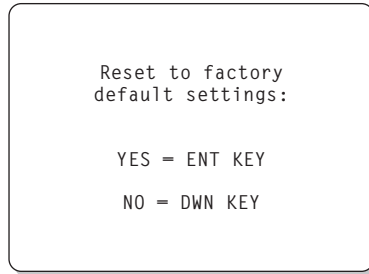 Reset to factory
default settings:
YES = ENT KEY
NO = DWN KEY